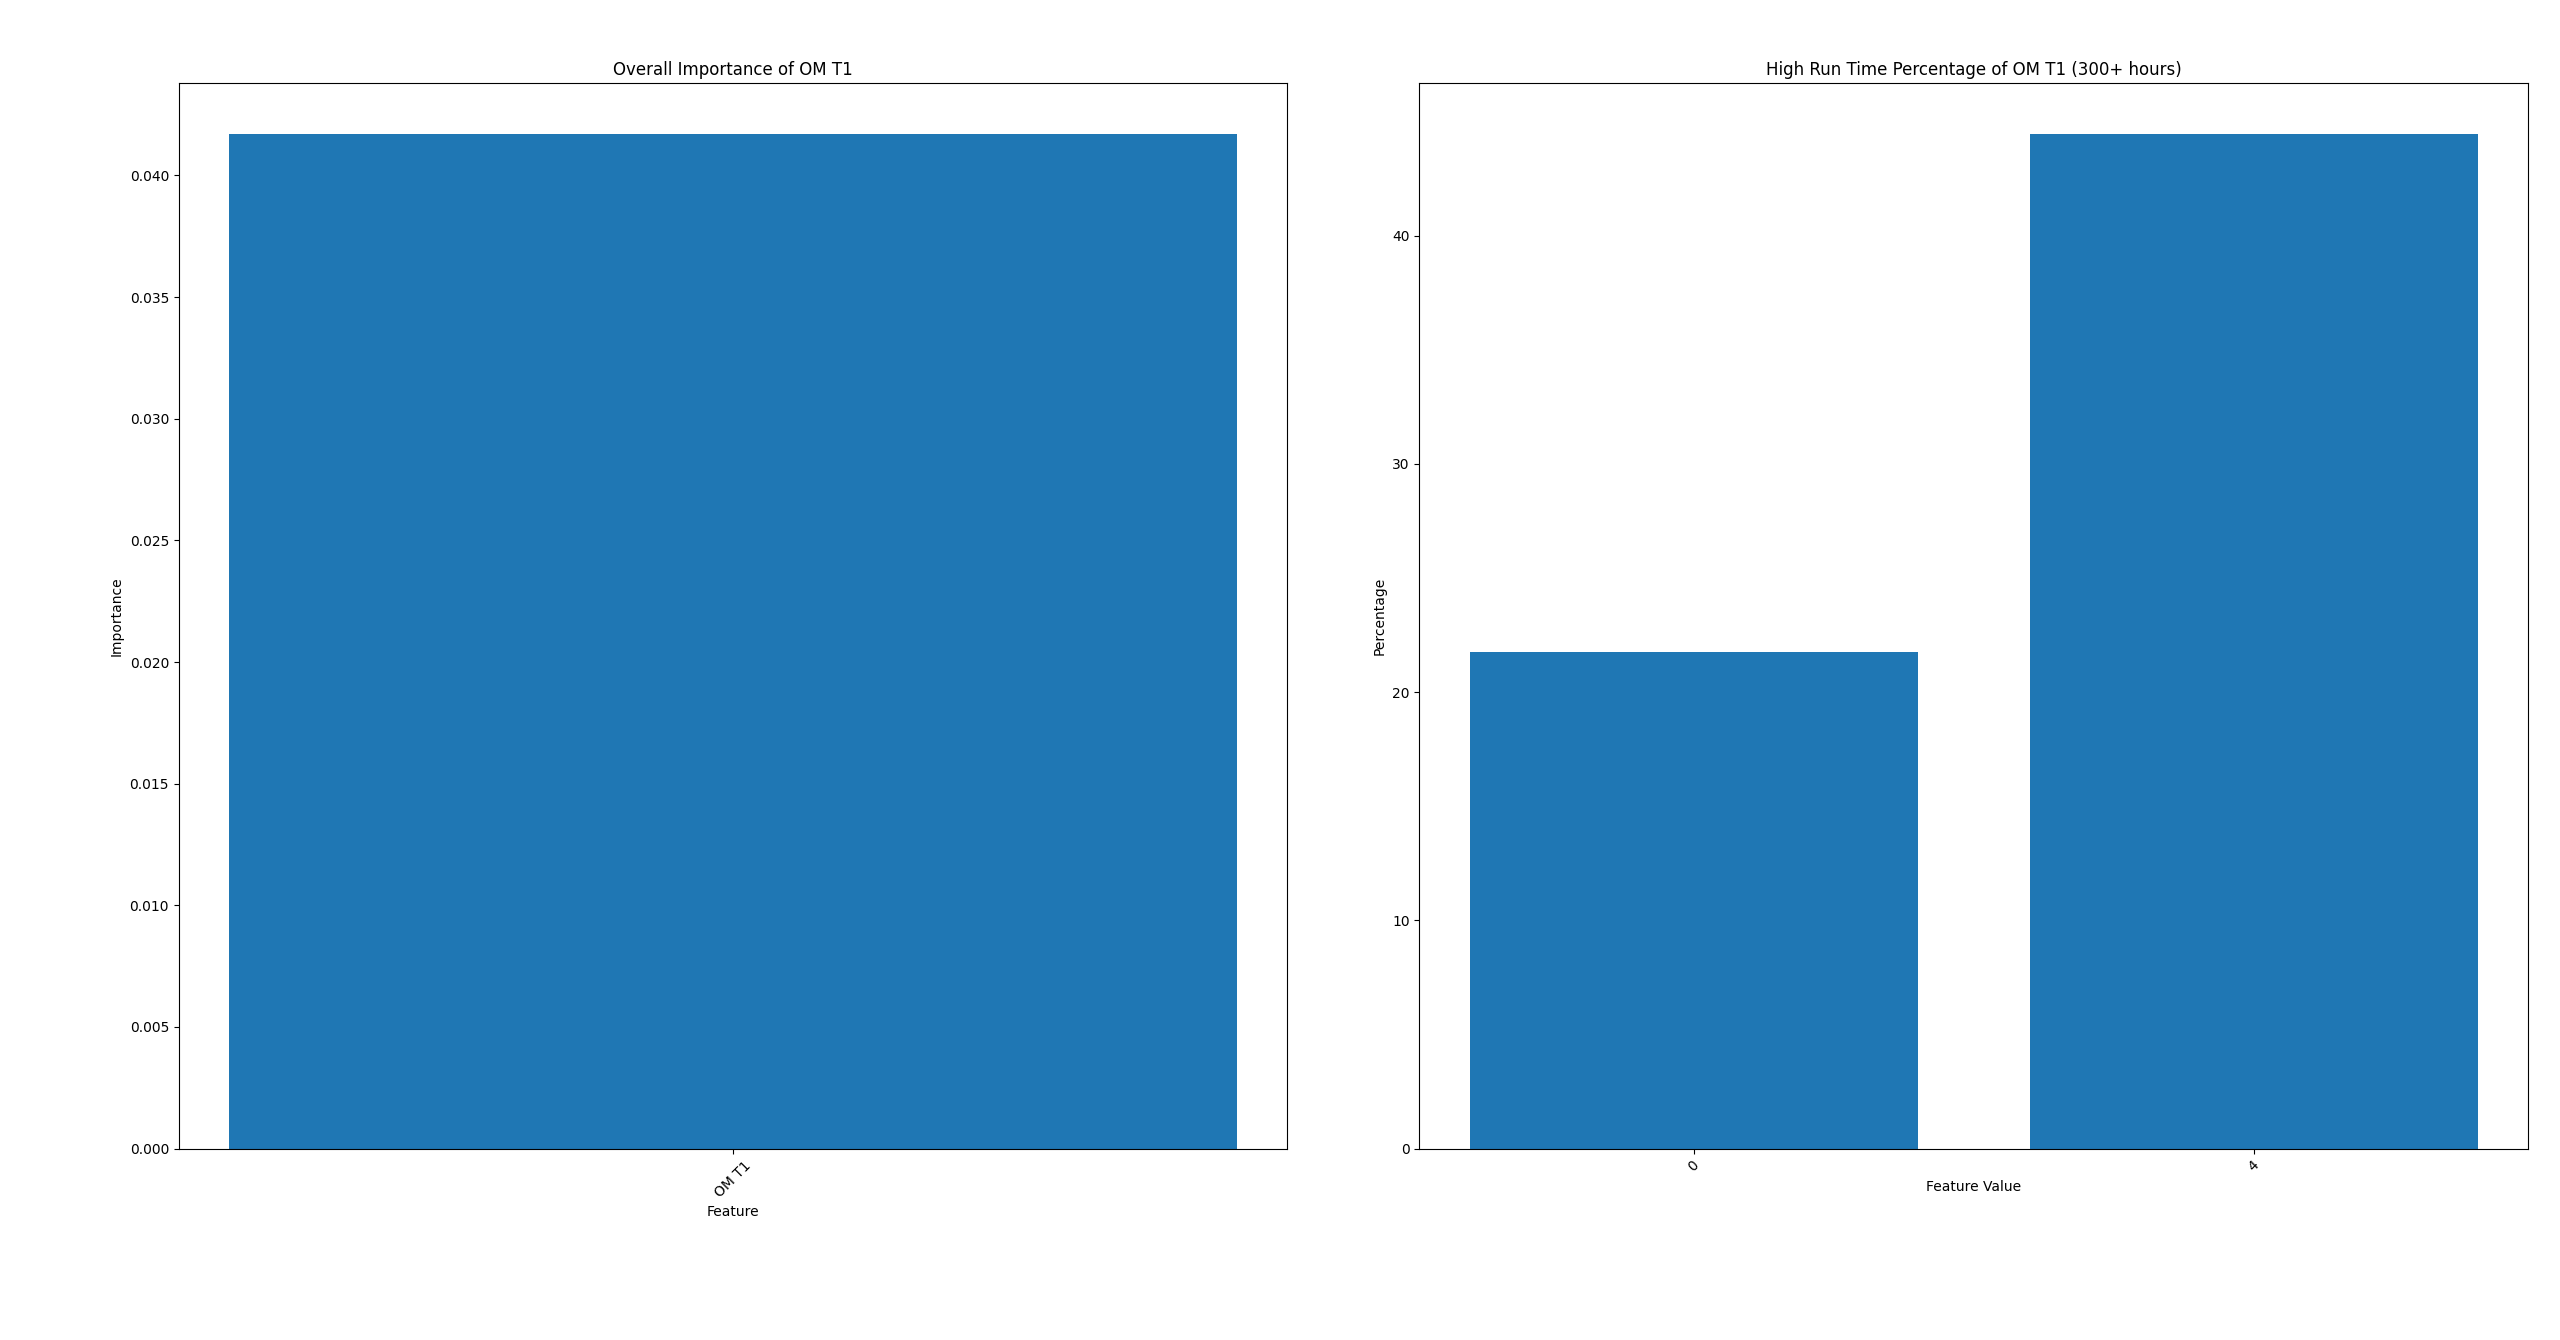 Overall Importance of OM T1
Importance
0.040
0.035
0.030
0.025
0.020
0.015
0.010
0.005
0.000
OM T1
Feature
High Run Time Percentage of OM T1 (300+ hours)
Percentage
40
30
20
10
0
0
4
Feature Value